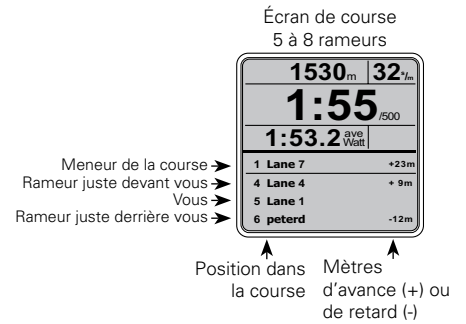 Écran de course
5 à 8 rameurs
1530m 32s/m
1:55/500
1:53.2 ave Watt
Meneur de la course 1 Lane 7 +23m
Rameur juste devant vous 4 Lane 4 + 9m
Vous 5 Lane 1
Rameur juste derrière vous 6 peterd -12m
Position dans
la course
Mètres
d'avance (+) ou
de retard (-)